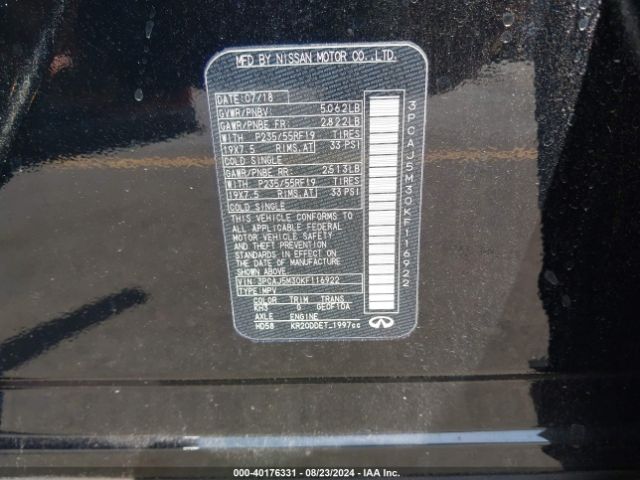 MFD BY NISSAN MOTOR CO.,LTD.
DATE: 07/18
GVWR/PNBV: 5062LB
GAWR/PNBE FR: 2822LB
WITH P235/55RF19 TIRES
19X7.5 RIMS,AT 33 PSI
COLD SINGLE
GAWR/PNBE RR: 2513LB
WITH P235/55RF19 TIRES
19X7.5 RIMS,AT 33 PSI
COLD SINGLE
THIS VEHICLE CONFORMS TO
ALL APPLICABLE FEDERAL
MOTOR VEHICLE SAFETY
AND THEFT PREVENTION
STANDARDS IN EFFECT ON
THE DATE OF MANUFACTURE
SHOWN ABOVE.
VIN: 3PCAJ5M30KF116922
TYPE: MPV
COLOR TRIM TRANS
KH3 G RE0F10A
AXLE ENGINE
MD58 KR20DDET 1997cc
3PCAJ5M30KF116922
000-40176331 - 08/23/2024 - IAA Inc.